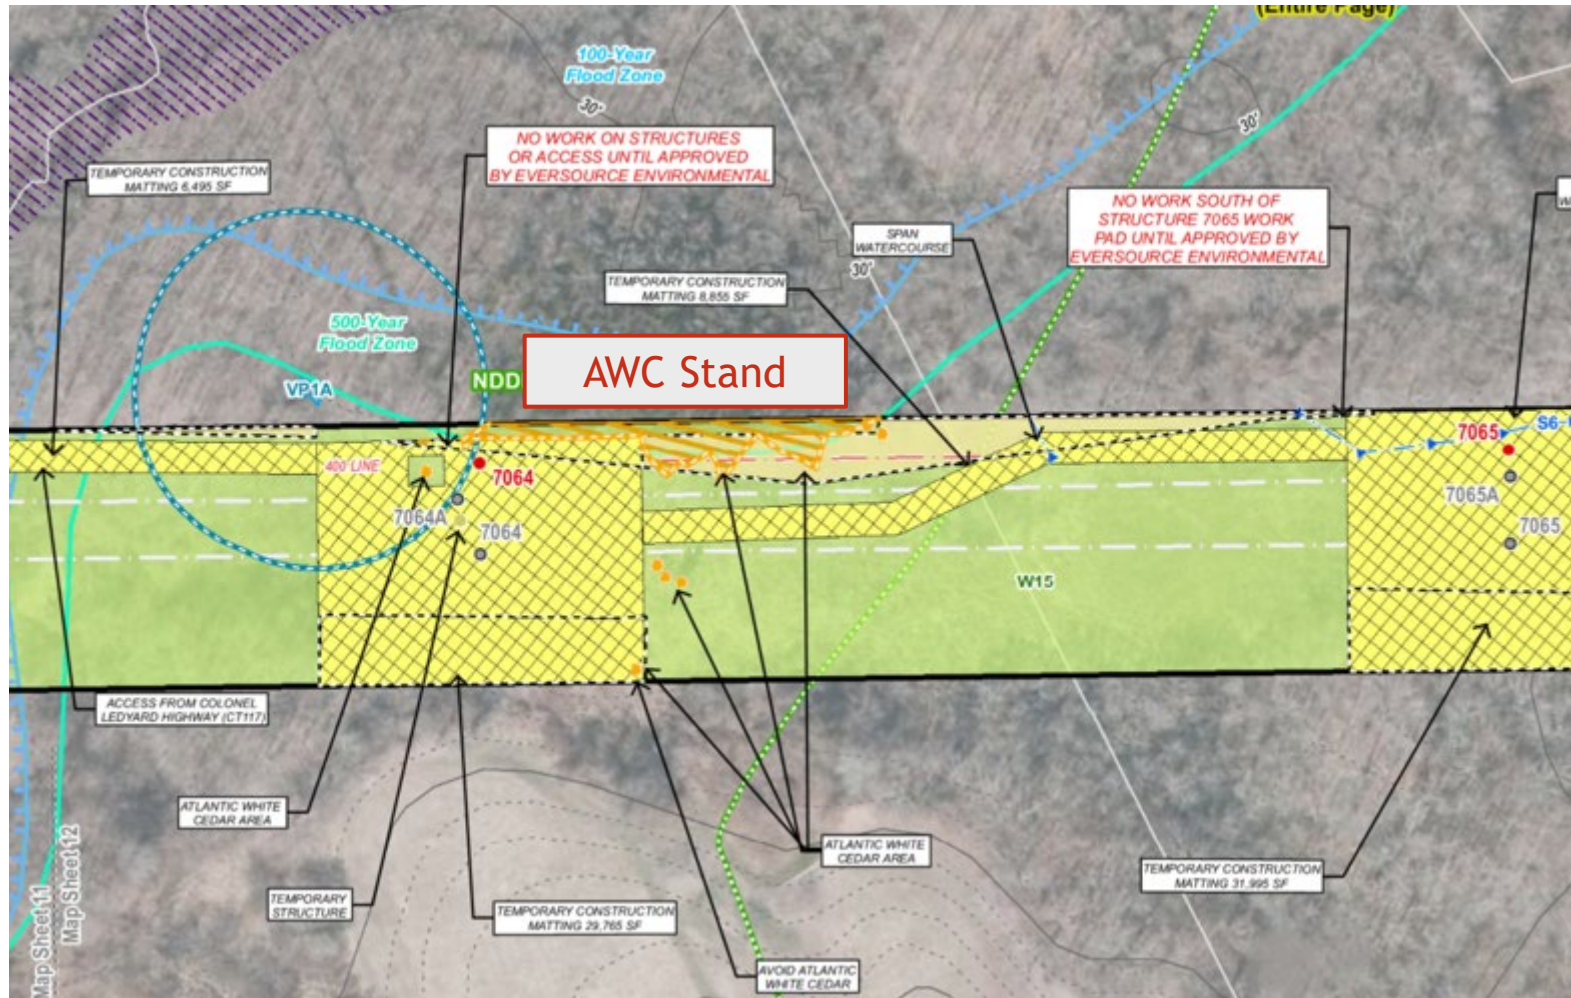 (Entire Page)
100-Year
Flood Zone
30'
30'
NO WORK ON STRUCTURES
OR ACCESS UNTIL APPROVED
BY EVERSOURCE ENVIRONMENTAL
TEMPORARY CONSTRUCTION
MATTING 6,495 SF
NO WORK SOUTH OF
STRUCTURE 7065 WORK
PAD UNTIL APPROVED BY
EVERSOURCE ENVIRONMENTAL
SPAN
WATERCOURSE
30'
TEMPORARY CONSTRUCTION
MATTING 8,855 SF
500-Year
Flood Zone
VP1A
NDD
AWC Stand
400 LINE
7064
7064A
7064
7065
S6
7065A
7065
W15
ACCESS FROM COLONEL
LEDYARD HIGHWAY (CT117)
ATLANTIC WHITE
CEDAR AREA
ATLANTIC WHITE
CEDAR AREA
TEMPORARY CONSTRUCTION
MATTING 31,995 SF
TEMPORARY
STRUCTURE
TEMPORARY CONSTRUCTION
MATTING 29,765 SF
AVOID ATLANTIC
WHITE CEDAR
Map Sheet 11
Map Sheet 12